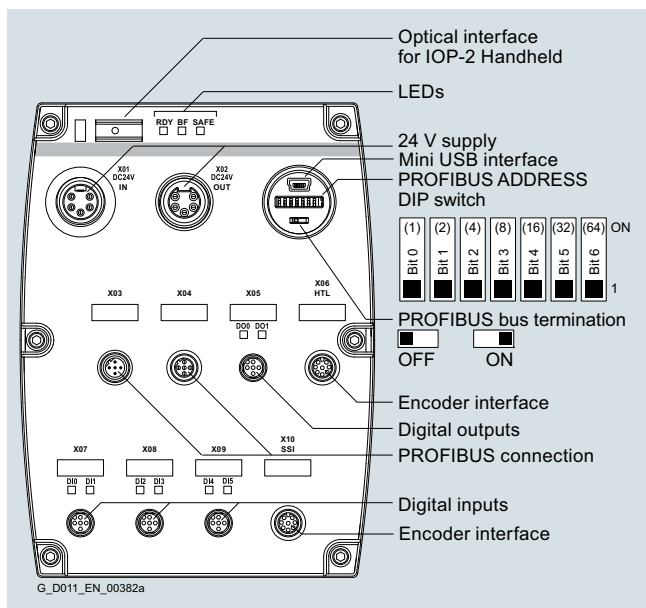 Optical interface
for IOP-2 Handheld
LEDs
RDY BF SAFE
24 V supply
Mini USB interface
PROFIBUS ADDRESS
DIP switch
X01
DC24V
IN
X02
DC24V
OUT
(1) (2) (4) (8) (16) (32) (64) ON
Bit 0 Bit 1 Bit 2 Bit 3 Bit 4 Bit 5 Bit 6
1
X03 X04 X05 X06
HTL
DO0 DO1
PROFIBUS bus termination
OFF ON
Encoder interface
Digital outputs
PROFIBUS connection
X07 X08 X09 X10
SSI
DI0 DI1 DI2 DI3 DI4 DI5
Digital inputs
Encoder interface
G_D011_EN_00382a